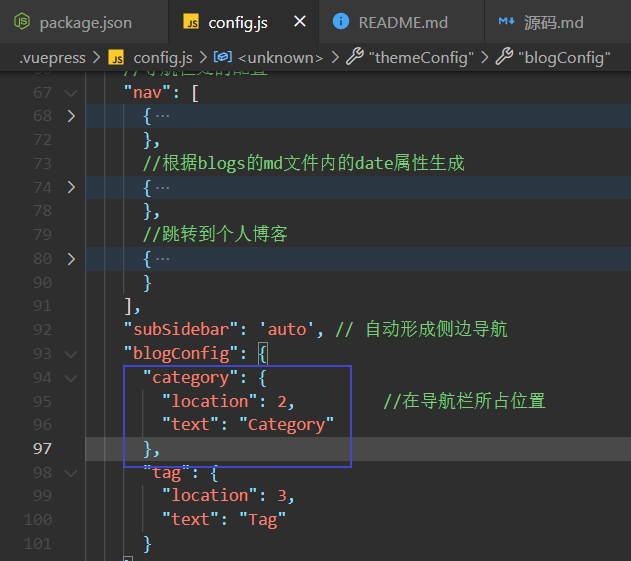 package.json config.js README.md 源码.md
.vuepress > config.js > <unknown> > "themeConfig" > "blogConfig"
67 "nav": [
68 { ...
72 },
73 //根据blogs的md文件内的date属性生成
74 { ...
78 },
79 //跳转到个人博客
80 { ...
90 }
91 ],
92 "subSidebar": 'auto', // 自动形成侧边导航
93 "blogConfig": {
94 "category": {
95 "location": 2, //在导航栏所占位置
96 "text": "Category"
97 },
98 "tag": {
99 "location": 3,
100 "text": "Tag"
101 }